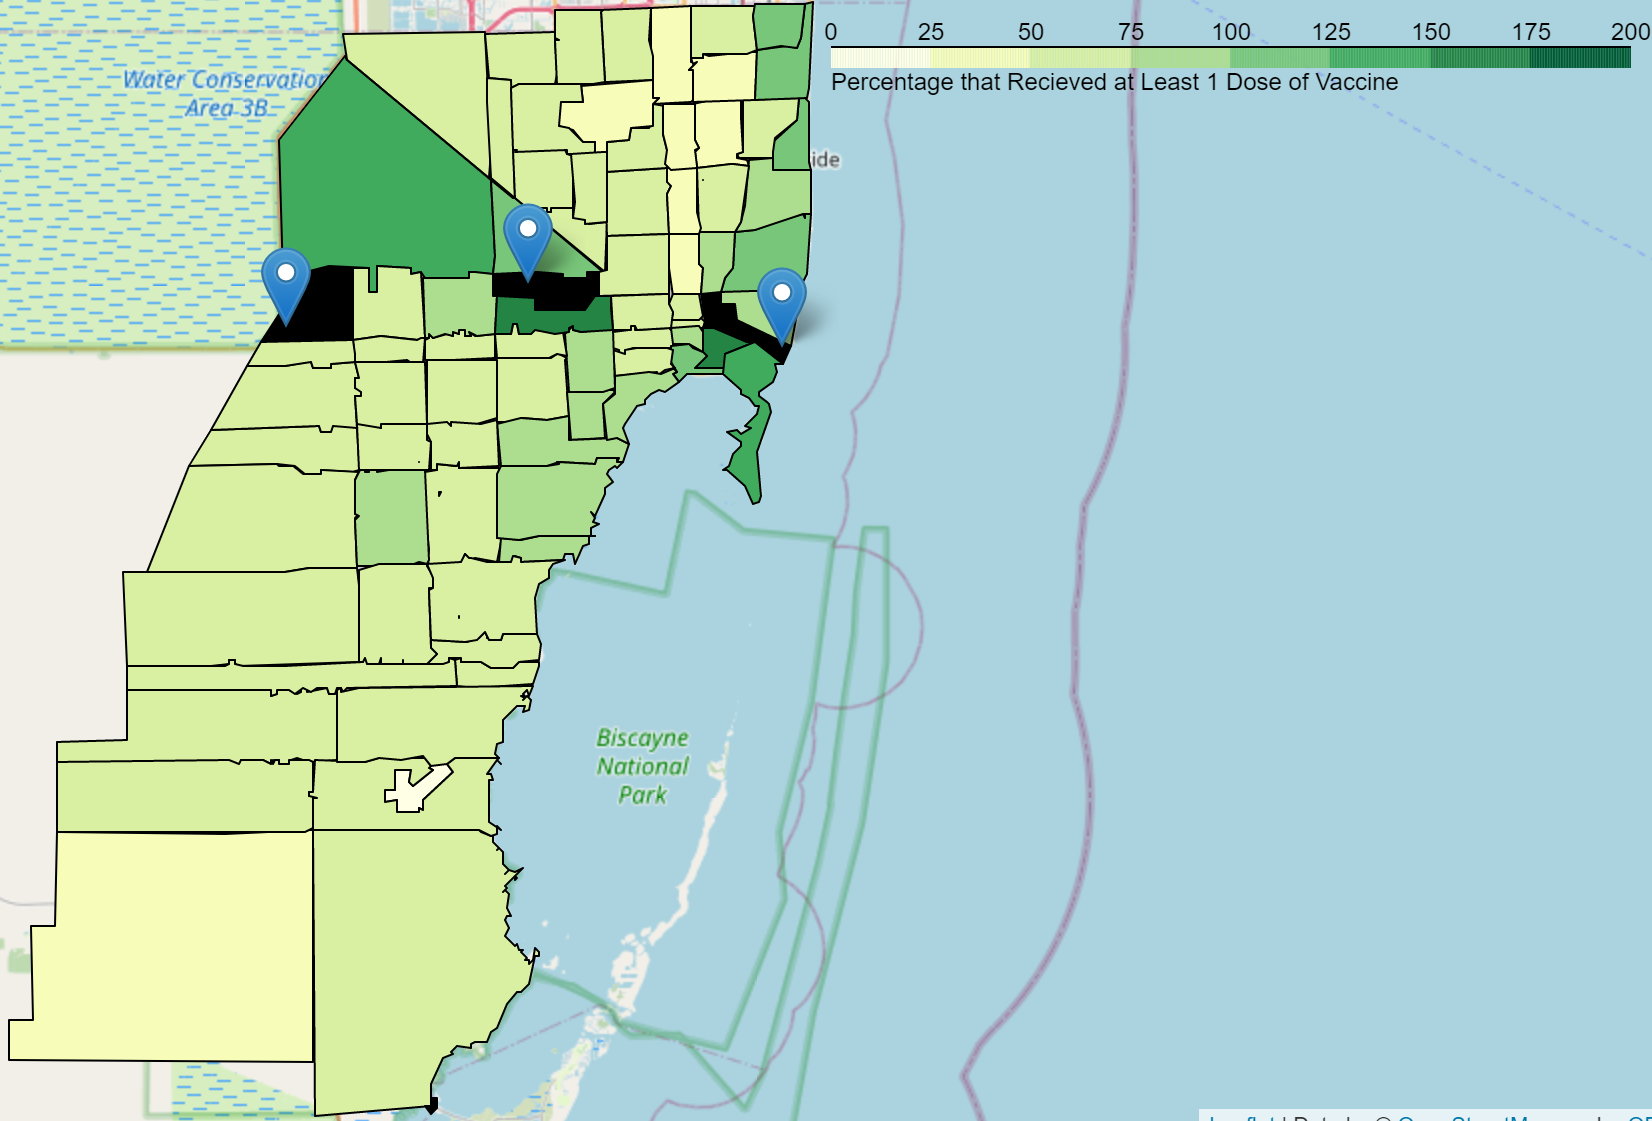 0 25 50 75 100 125 150 175 200
Percentage that Recieved at Least 1 Dose of Vaccine
Water Conservation
Area 3B
ide
Biscayne
National
Park